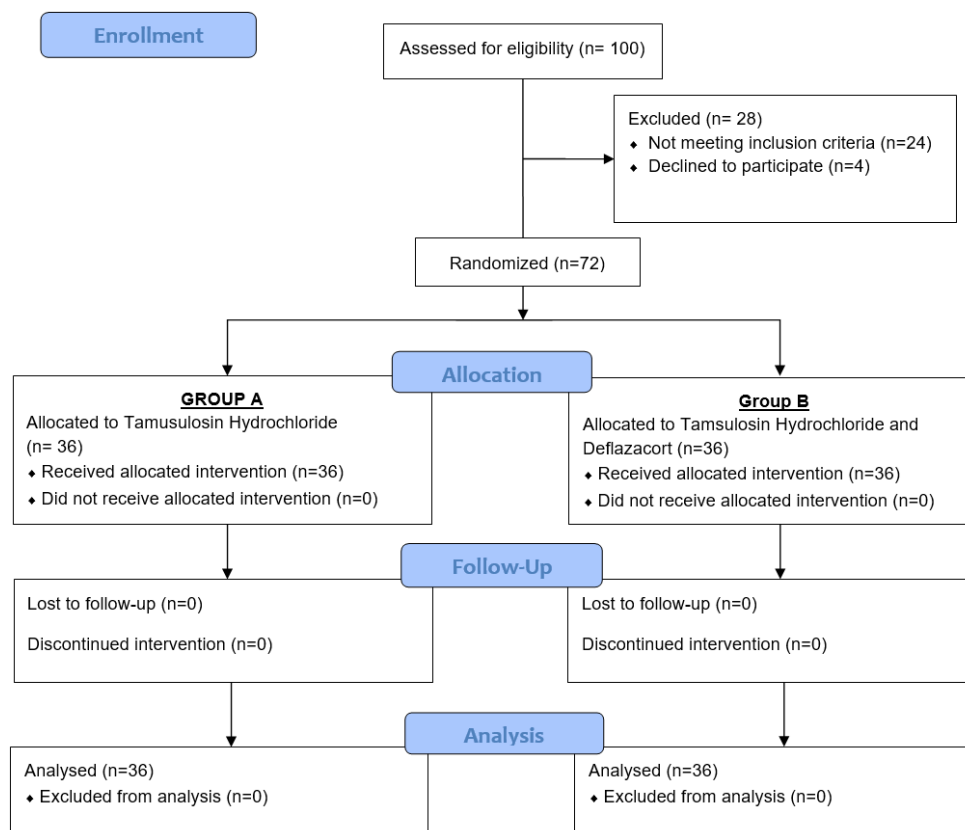 Enrollment
Assessed for eligibility (n= 100)
Excluded (n= 28)
♦ Not meeting inclusion criteria (n=24)
♦ Declined to participate (n=4)
Randomized (n=72)
Allocation
GROUP A
Allocated to Tamusulosin Hydrochloride
(n= 36)
♦ Received allocated intervention (n=36)
♦ Did not receive allocated intervention (n=0)
Group B
Allocated to Tamsulosin Hydrochloride and
Deflazacort (n=36)
♦ Received allocated intervention (n=36)
♦ Did not receive allocated intervention (n=0)
Follow-Up
Lost to follow-up (n=0)
Discontinued intervention (n=0)
Lost to follow-up (n=0)
Discontinued intervention (n=0)
Analysis
Analysed (n=36)
♦ Excluded from analysis (n=0)
Analysed (n=36)
♦ Excluded from analysis (n=0)